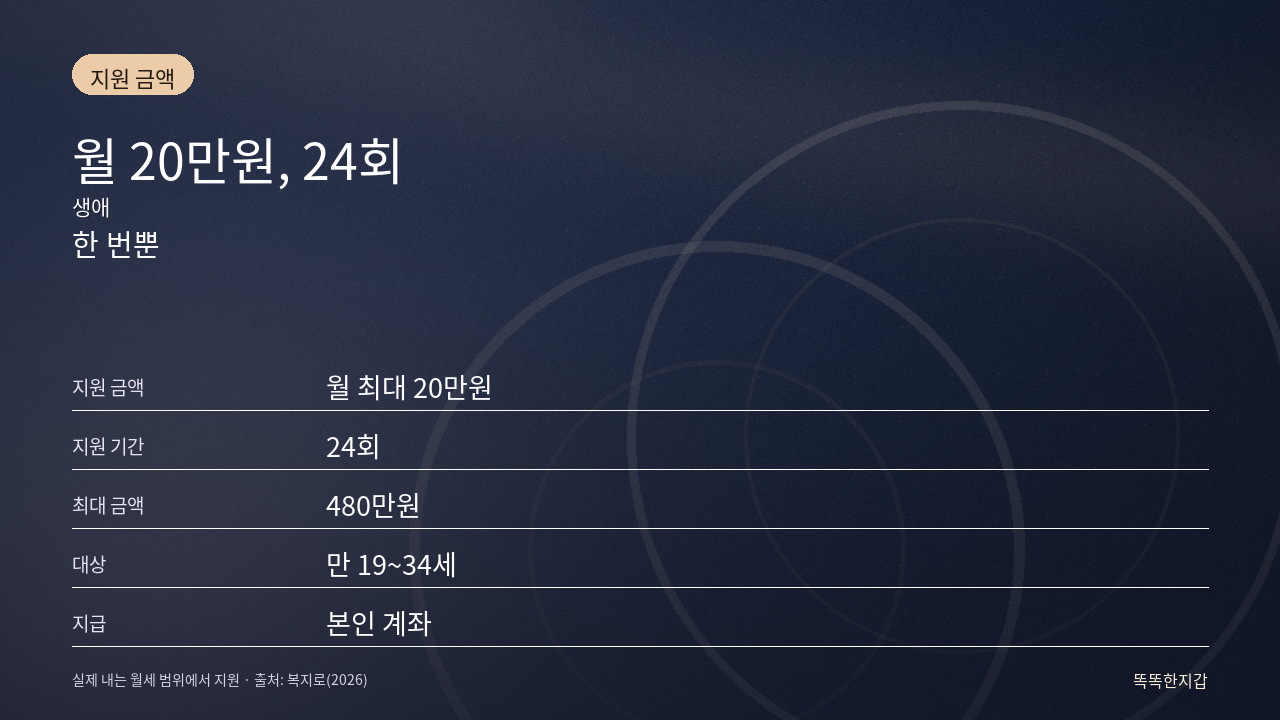 지원 금액
월 20만원, 24회
생애
한 번뿐
지원 금액 월 최대 20만원
지원 기간 24회
최대 금액 480만원
대상 만 19~34세
지급 본인 계좌
실제 내는 월세 범위에서 지원 · 출처: 복지로(2026) 똑똑한지갑